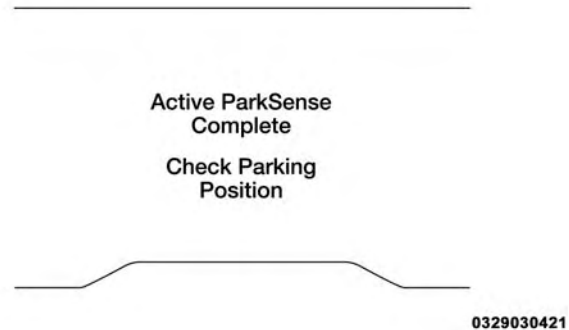 Active ParkSense
Complete
Check Parking
Position
0329030421